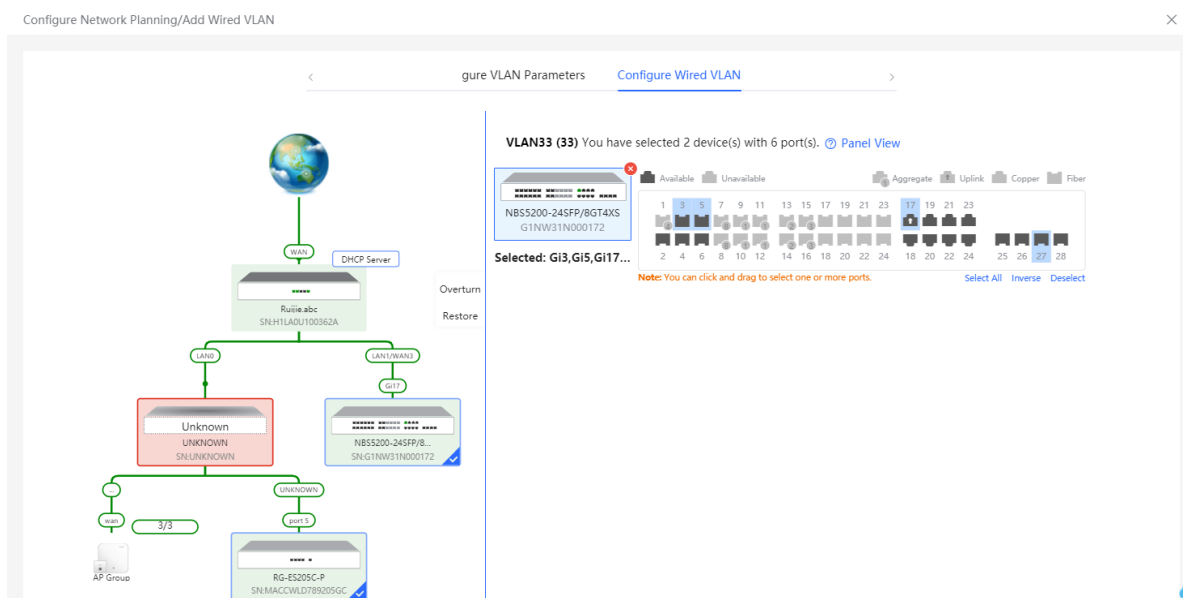 Configure Network Planning/Add Wired VLAN
gure VLAN Parameters Configure Wired VLAN
VLAN33 (33) You have selected 2 device(s) with 6 port(s). Panel View
Available Unavailable Aggregate Uplink Copper Fiber
1 3 5 7 9 11 13 15 17 19 21 23 17 19 21 23
2 4 6 8 10 12 14 16 18 20 22 24 18 20 22 24 25 26 27 28
NBS5200-24SFP/8GT4XS
G1NW31N000172
Selected: Gi3,Gi5,Gi17...
Note: You can click and drag to select one or more ports.
Select All Inverse Deselect
WAN
DHCP Server
Overturn
Restore
Ruijie.abc
SN:H1LA0U100362A
LAN0 LAN1/WAN3
Gi17
Unknown
UNKNOWN
SN:UNKNOWN
NBS5200-24SFP/8...
SN:G1NW31N000172
.. UNKNOWN
wan 3/3 port 5
AP Group
RG-ES205C-P
SN:MACCWLD789205GC